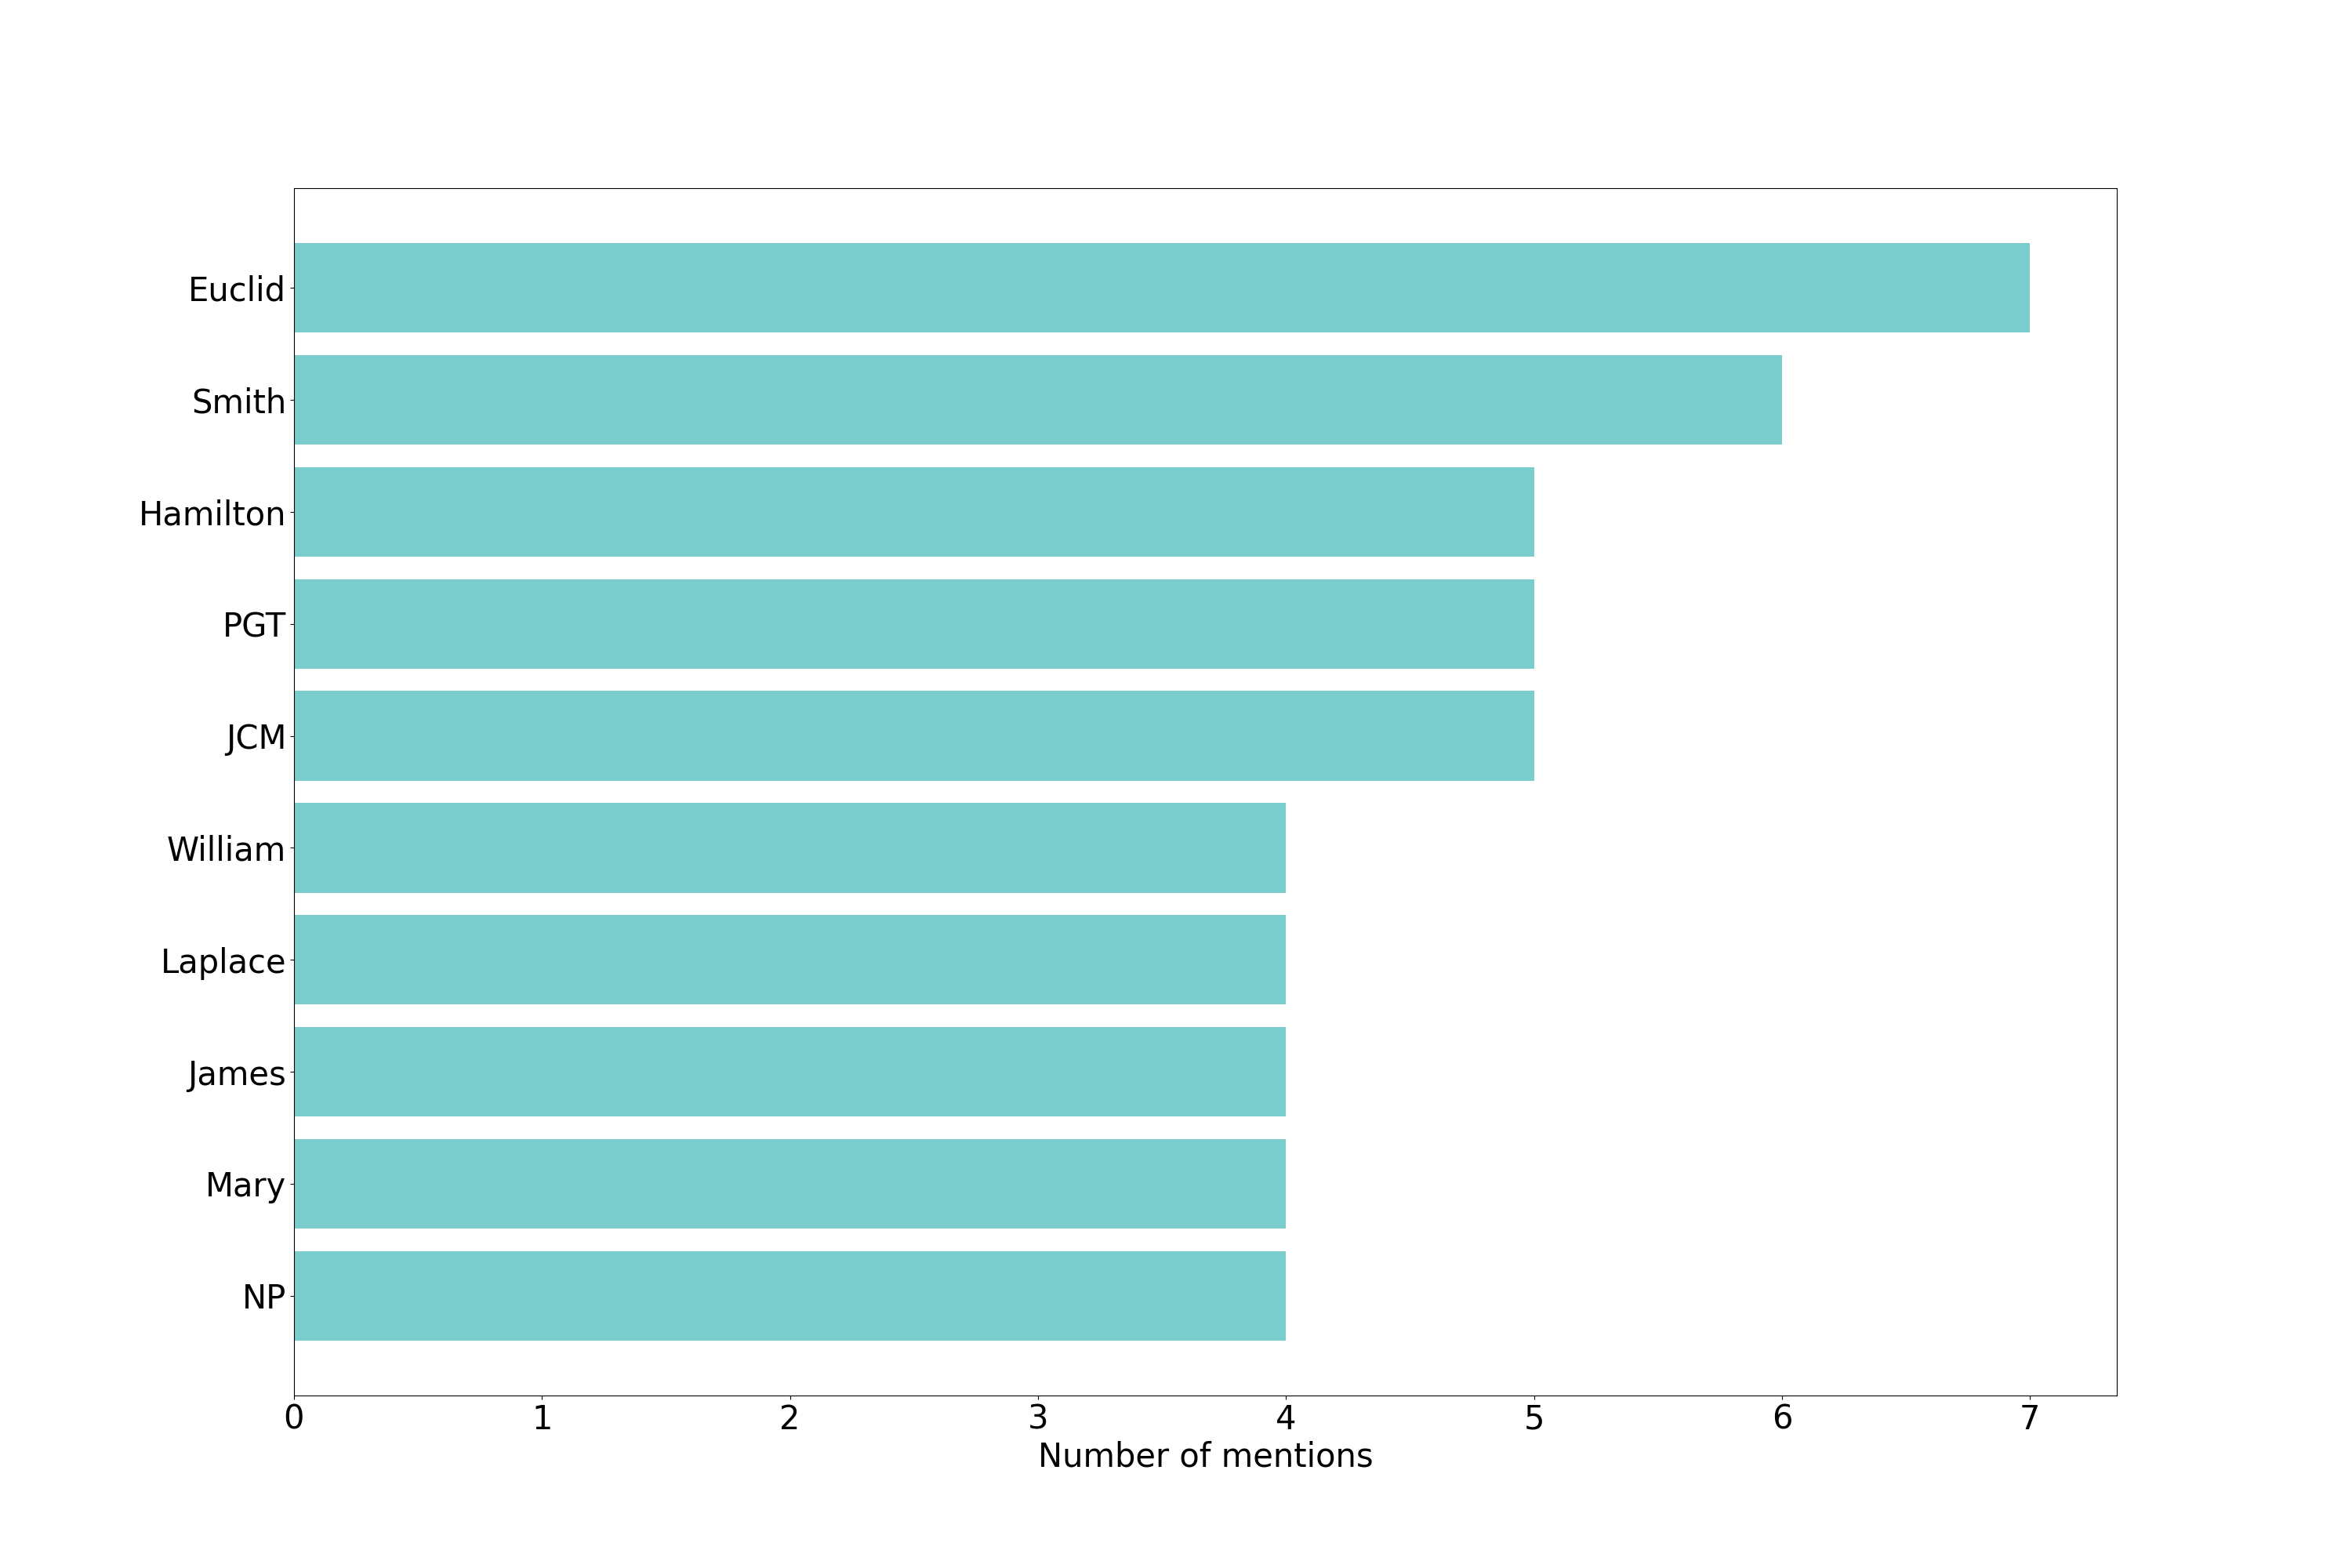 Euclid
Smith
Hamilton
PGT
JCM
William
Laplace
James
Mary
NP
0 1 2 3 4 5 6 7
Number of mentions